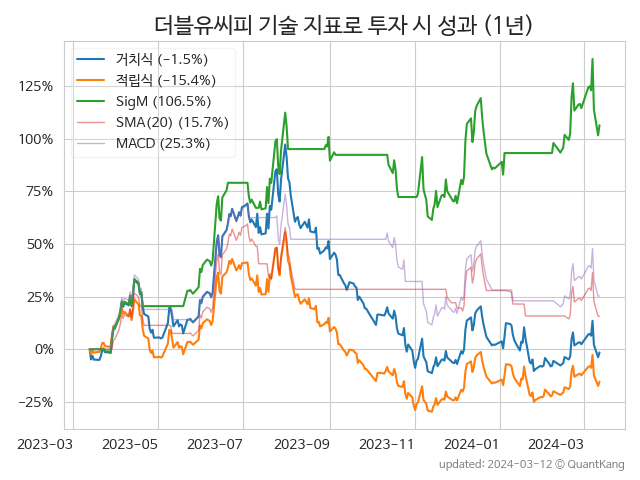 더블유씨피 기술 지표로 투자 시 성과 (1년)
거치식 (-1.5%)
적립식 (-15.4%)
SigM (106.5%)
SMA(20) (15.7%)
MACD (25.3%)
125%
100%
75%
50%
25%
0%
−25%
2023-03 2023-05 2023-07 2023-09 2023-11 2024-01 2024-03
updated: 2024-03-12 © QuantKang